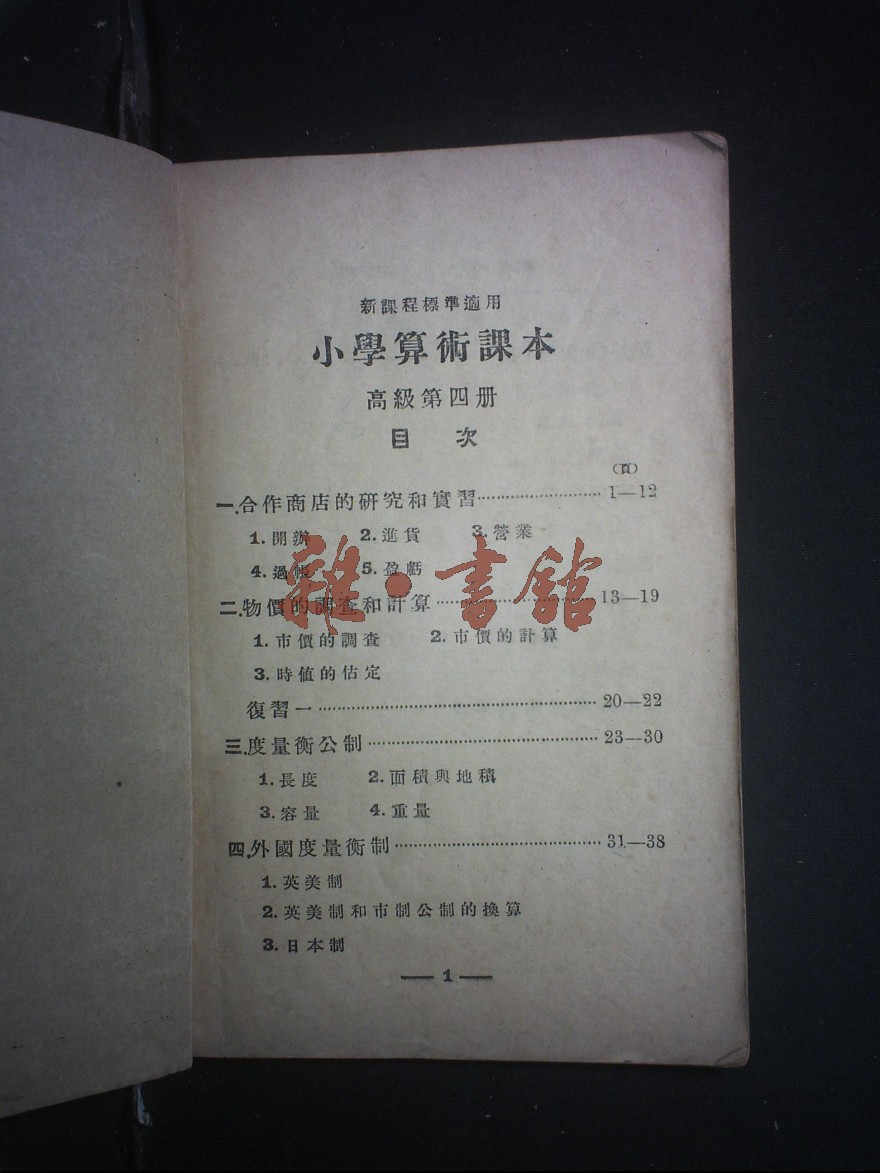 新課程標準適用
小學算術課本
高級第四册
目 次
(頁)
一.合作商店的研究和實習……………………1—12
1.開辦 2.進貨 3.營業
4.過帳 5.盈虧
雜·書館
二.物價的調查和計算……………………13—19
1.市價的調查 2.市價的計算
3.時值的估定
復習一……………………20—22
三.度量衡公制……………………23—30
1.長度 2.面積與地積
3.容量 4.重量
四.外國度量衡制……………………31—38
1.英美制
2.英美制和市制公制的換算
3.日本制
— 1 —